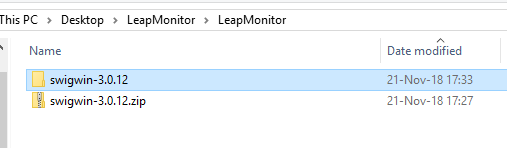 This PC > Desktop > LeapMonitor > LeapMonitor
Name Date modified
swigwin-3.0.12 21-Nov-18 17:33
swigwin-3.0.12.zip 21-Nov-18 17:27